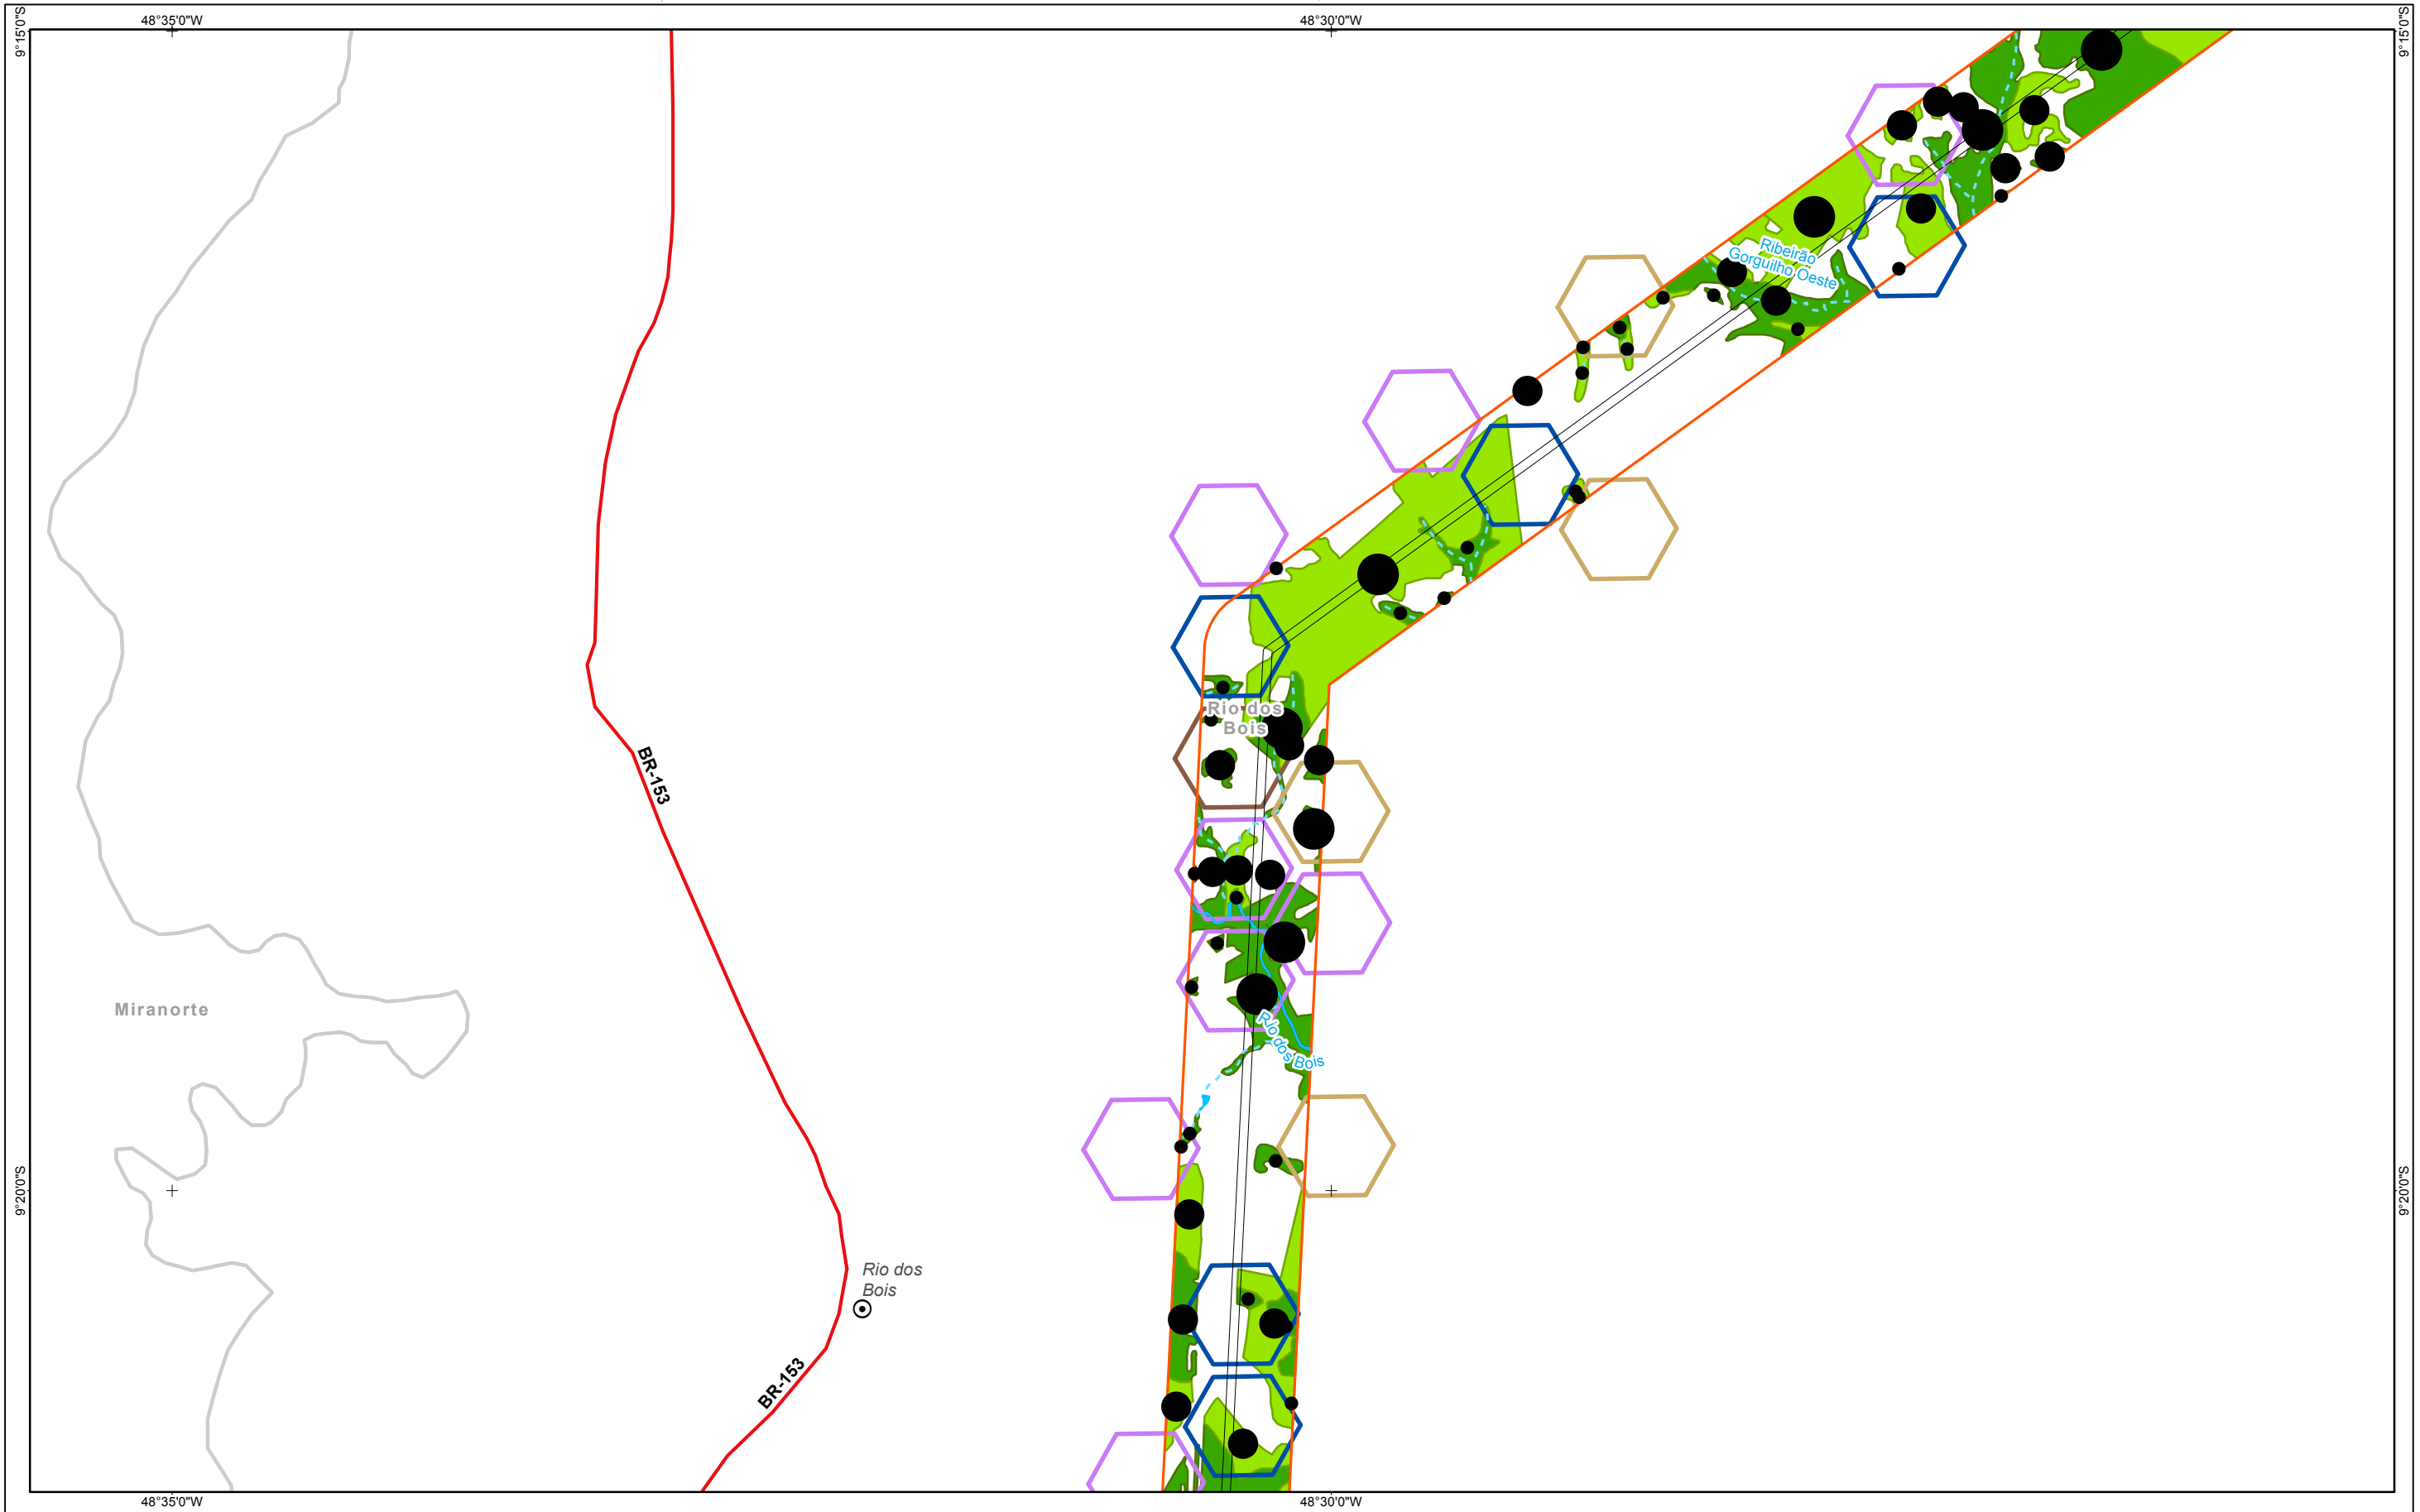 48°35'0"W
48°30'0"W
9°15'0"S
9°15'0"S
Ribeirão
Gorguilho Oeste
Rio dos
Bois
BR-153
Miranorte
Rio dos Bois
9°20'0"S
9°20'0"S
Rio dos
Bois
BR-153
48°35'0"W
48°30'0"W